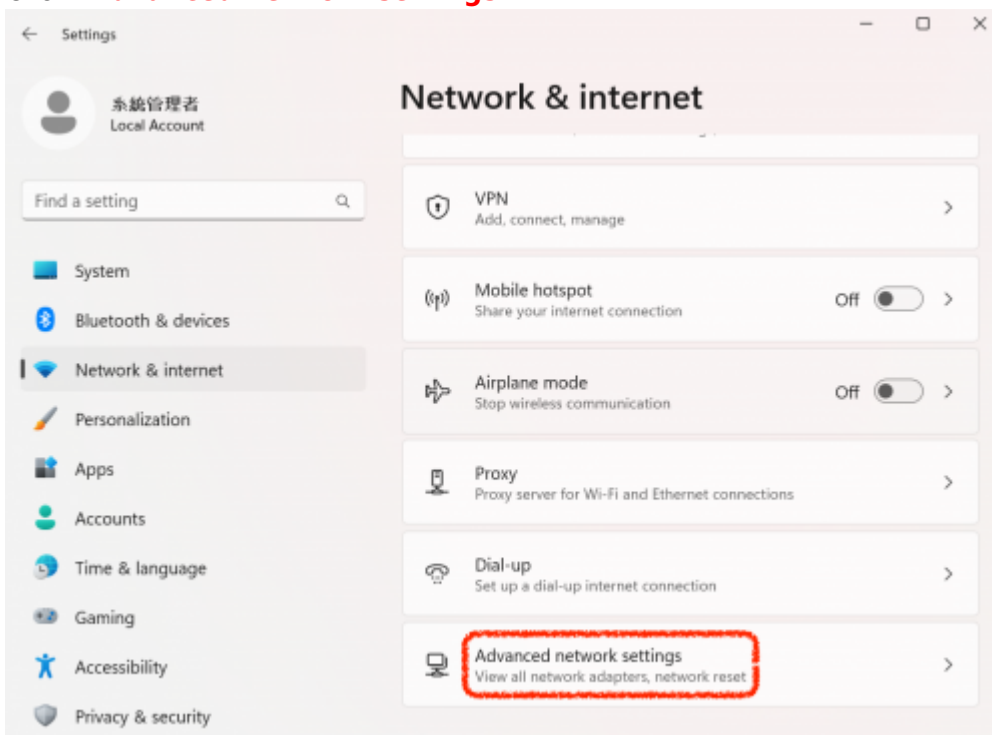 Settings
系統管理者
Local Account
Find a setting
System
Bluetooth & devices
Network & internet
Personalization
Apps
Accounts
Time & language
Gaming
Accessibility
Privacy & security
Network & internet
VPN
Add, connect, manage
Mobile hotspot
Share your internet connection
Off
Airplane mode
Stop wireless communication
Off
Proxy
Proxy server for Wi-Fi and Ethernet connections
Dial-up
Set up a dial-up internet connection
Advanced network settings
View all network adapters, network reset